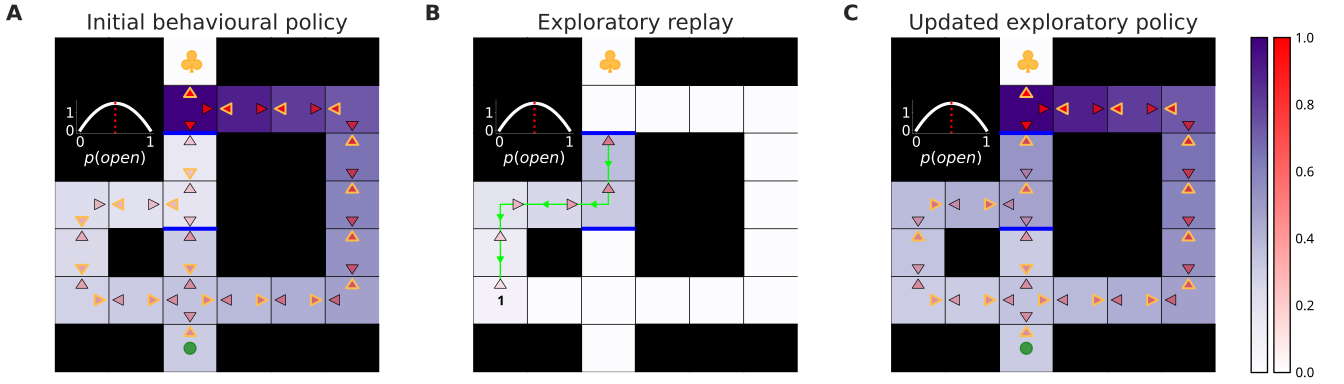 A Initial behavioural policy
B Exploratory replay
C Updated exploratory policy
1
0
0 1
p(open)
1
0
0 1
p(open)
1
1
0
0 1
p(open)
1.0
0.8
0.6
0.4
0.2
0.0